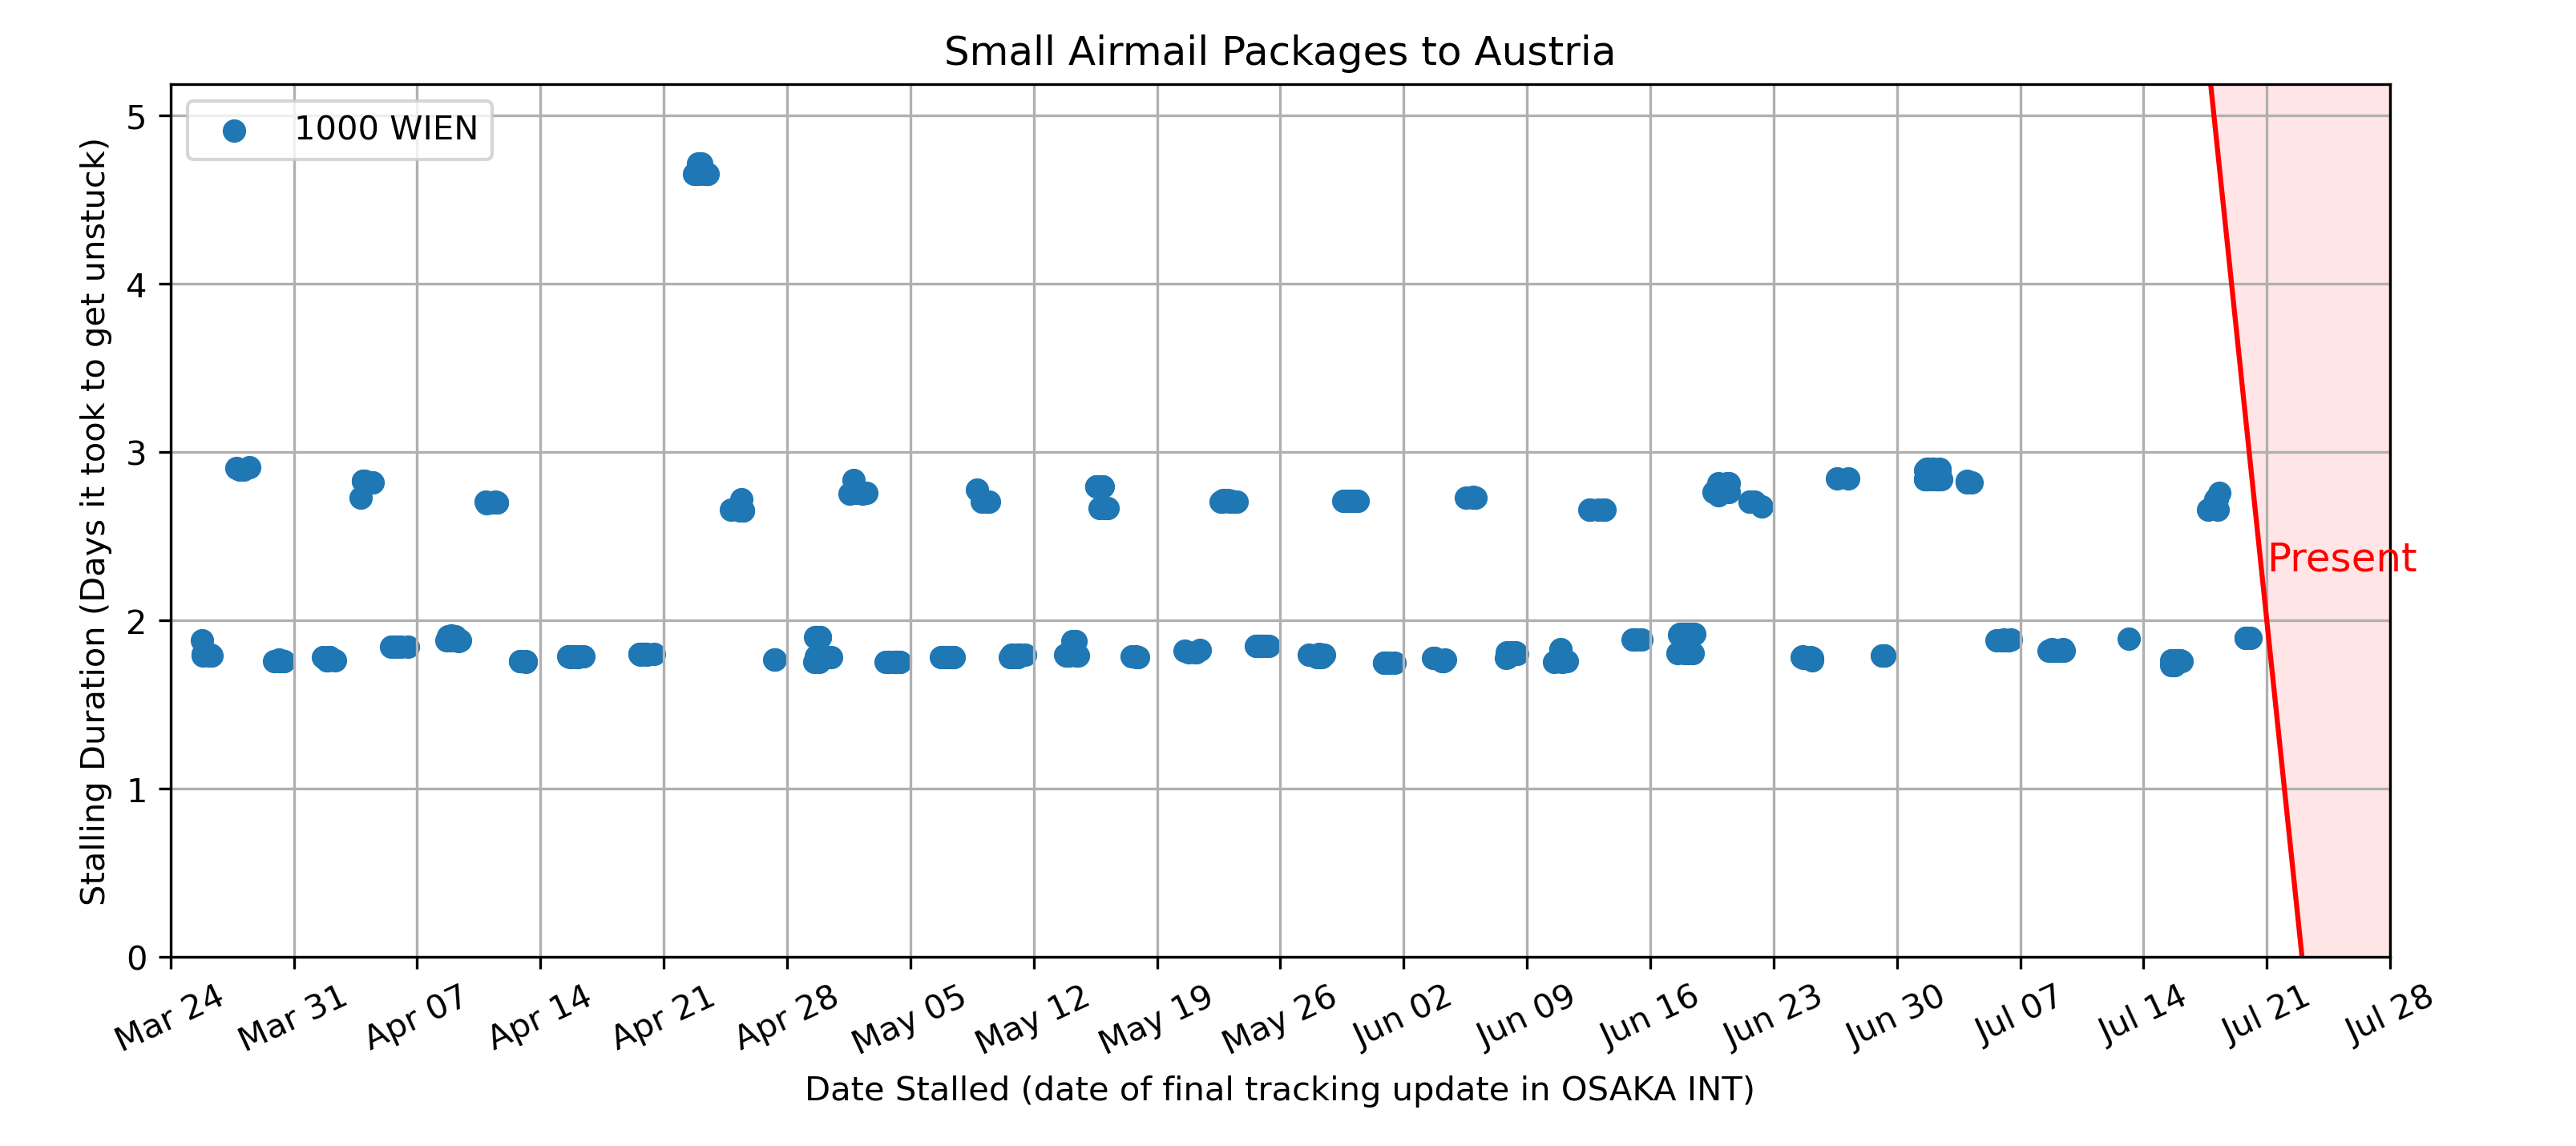 Small Airmail Packages to Austria
1000 WIEN
Stalling Duration (Days it took to get unstuck)
5
4
3
2
1
0
Present
Mar 24
Mar 31
Apr 07
Apr 14
Apr 21
Apr 28
May 05
May 12
May 19
May 26
Jun 02
Jun 09
Jun 16
Jun 23
Jun 30
Jul 07
Jul 14
Jul 21
Jul 28
Date Stalled (date of final tracking update in OSAKA INT)